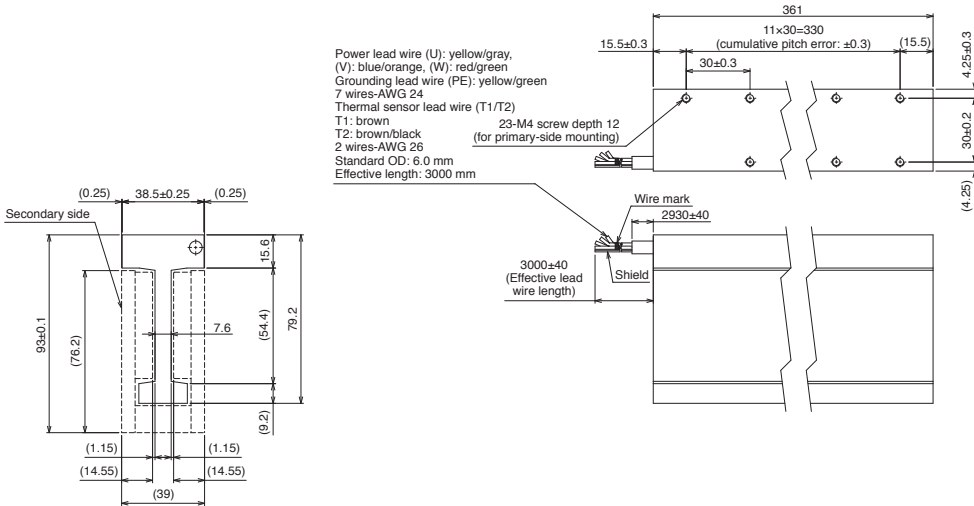 361
11×30=330
(cumulative pitch error: ±0.3)
15.5±0.3
(15.5)
30±0.3
4.25±0.3
30±0.2
(4.25)
Power lead wire (U): yellow/gray,
(V): blue/orange, (W): red/green
Grounding lead wire (PE): yellow/green
7 wires-AWG 24
Thermal sensor lead wire (T1/T2)
T1: brown
T2: brown/black
2 wires-AWG 26
Standard OD: 6.0 mm
Effective length: 3000 mm
23-M4 screw depth 12
(for primary-side mounting)
(0.25)
38.5±0.25
(0.25)
Secondary side
Wire mark
2930±40
3000±40
(Effective lead
wire length)
Shield
15.6
7.6
(54.4)
79.2
93±0.1
(76.2)
(9.2)
(1.15)
(1.15)
(14.55)
(14.55)
(39)